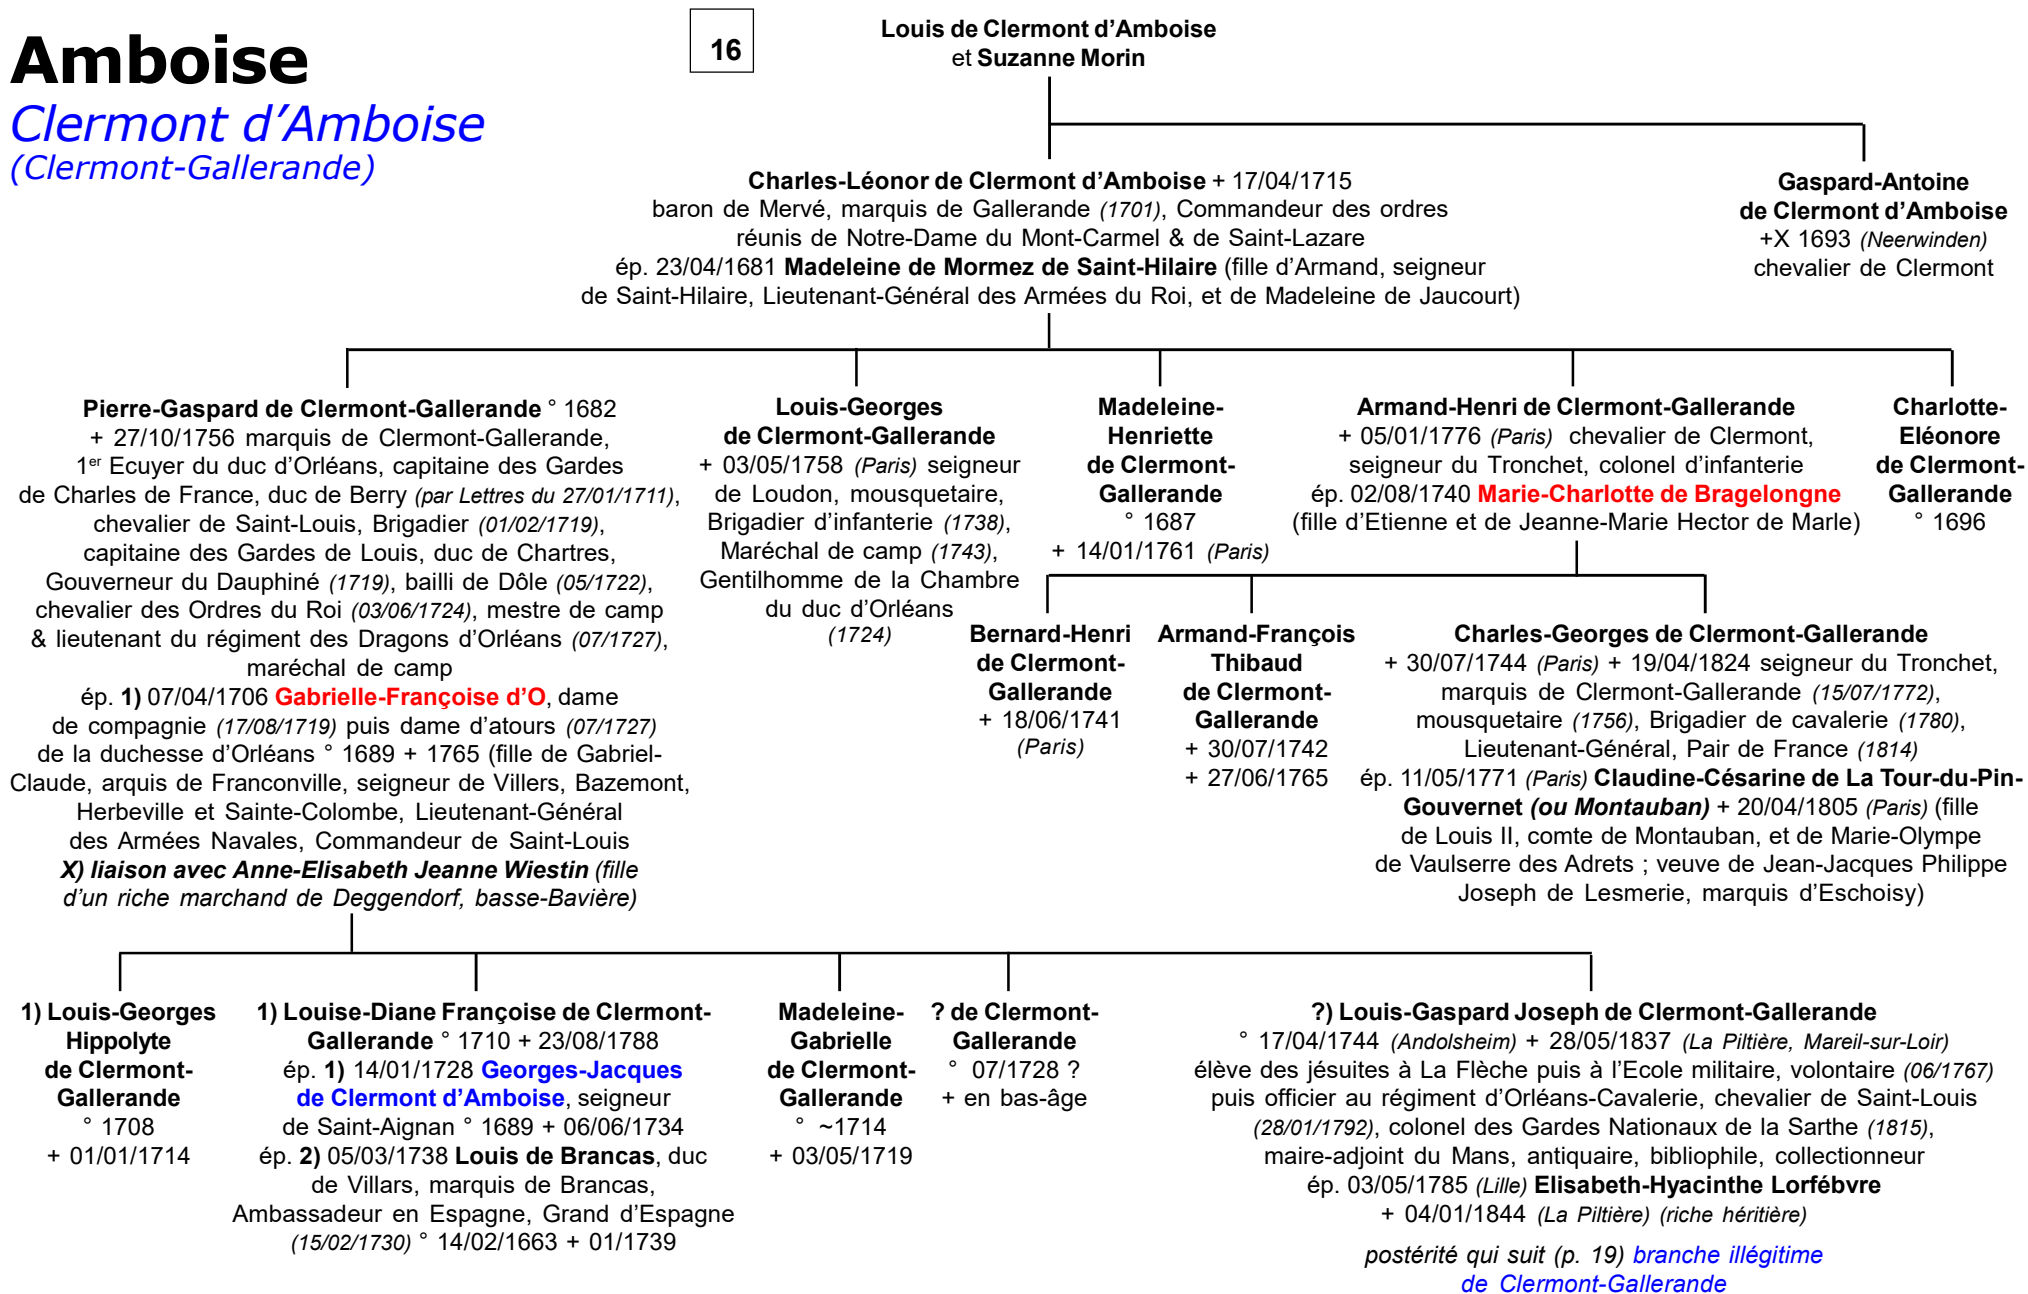 Amboise
Clermont d’Amboise
(Clermont-Gallerande)
16
Louis de Clermont d’Amboise
et Suzanne Morin
Charles-Léonor de Clermont d’Amboise + 17/04/1715
baron de Mervé, marquis de Gallerande (1701), Commandeur des ordres
réunis de Notre-Dame du Mont-Carmel & de Saint-Lazare
ép. 23/04/1681 Madeleine de Mormez de Saint-Hilaire (fille d’Armand, seigneur
de Saint-Hilaire, Lieutenant-Général des Armées du Roi, et de Madeleine de Jaucourt)
Gaspard-Antoine
de Clermont d’Amboise
+X 1693 (Neerwinden)
chevalier de Clermont
Pierre-Gaspard de Clermont-Gallerande ° 1682
+ 27/10/1756 marquis de Clermont-Gallerande,
1er Ecuyer du duc d’Orléans, capitaine des Gardes
de Charles de France, duc de Berry (par Lettres du 27/01/1711),
chevalier de Saint-Louis, Brigadier (01/02/1719),
capitaine des Gardes de Louis, duc de Chartres,
Gouverneur du Dauphiné (1719), bailli de Dôle (05/1722),
chevalier des Ordres du Roi (03/06/1724), mestre de camp
& lieutenant du régiment des Dragons d’Orléans (07/1727),
maréchal de camp
ép. 1) 07/04/1706 Gabrielle-Françoise d’O, dame
de compagnie (17/08/1719) puis dame d’atours (07/1727)
de la duchesse d’Orléans ° 1689 + 1765 (fille de Gabriel-
Claude, arquis de Franconville, seigneur de Villers, Bazemont,
Herbeville et Sainte-Colombe, Lieutenant-Général
des Armées Navales, Commandeur de Saint-Louis
X) liaison avec Anne-Elisabeth Jeanne Wiestin (fille
d’un riche marchand de Deggendorf, basse-Bavière)
Louis-Georges
de Clermont-Gallerande
+ 03/05/1758 (Paris) seigneur
de Loudon, mousquetaire,
Brigadier d’infanterie (1738),
Maréchal de camp (1743),
Gentilhomme de la Chambre
du duc d’Orléans
(1724)
Madeleine-
Henriette
de Clermont-
Gallerande
° 1687
+ 14/01/1761 (Paris)
Armand-Henri de Clermont-Gallerande
+ 05/01/1776 (Paris) chevalier de Clermont,
seigneur du Tronchet, colonel d’infanterie
ép. 02/08/1740 Marie-Charlotte de Bragelongne
(fille d’Etienne et de Jeanne-Marie Hector de Marle)
Charlotte-
Eléonore
de Clermont-
Gallerande
° 1696
Bernard-Henri
de Clermont-
Gallerande
+ 18/06/1741
(Paris)
Armand-François
Thibaud
de Clermont-
Gallerande
+ 30/07/1742
+ 27/06/1765
Charles-Georges de Clermont-Gallerande
+ 30/07/1744 (Paris) + 19/04/1824 seigneur du Tronchet,
marquis de Clermont-Gallerande (15/07/1772),
mousquetaire (1756), Brigadier de cavalerie (1780),
Lieutenant-Général, Pair de France (1814)
ép. 11/05/1771 (Paris) Claudine-Césarine de La Tour-du-Pin-
Gouvernet (ou Montauban) + 20/04/1805 (Paris) (fille
de Louis II, comte de Montauban, et de Marie-Olympe
de Vaulserre des Adrets ; veuve de Jean-Jacques Philippe
Joseph de Lesmerie, marquis d’Eschoisy)
1) Louis-Georges
Hippolyte
de Clermont-
Gallerande
° 1708
+ 01/01/1714
1) Louise-Diane Françoise de Clermont-
Gallerande ° 1710 + 23/08/1788
ép. 1) 14/01/1728 Georges-Jacques
de Clermont d’Amboise, seigneur
de Saint-Aignan ° 1689 + 06/06/1734
ép. 2) 05/03/1738 Louis de Brancas, duc
de Villars, marquis de Brancas,
Ambassadeur en Espagne, Grand d’Espagne
(15/02/1730) ° 14/02/1663 + 01/1739
Madeleine-
Gabrielle
de Clermont-
Gallerande
° ~1714
+ 03/05/1719
? de Clermont-
Gallerande
° 07/1728 ?
+ en bas-âge
?) Louis-Gaspard Joseph de Clermont-Gallerande
° 17/04/1744 (Andolsheim) + 28/05/1837 (La Piltière, Mareil-sur-Loir)
élève des jésuites à La Flèche puis à l’Ecole militaire, volontaire (06/1767)
puis officier au régiment d’Orléans-Cavalerie, chevalier de Saint-Louis
(28/01/1792), colonel des Gardes Nationaux de la Sarthe (1815),
maire-adjoint du Mans, antiquaire, bibliophile, collectionneur
ép. 03/05/1785 (Lille) Elisabeth-Hyacinthe Lorfébvre
+ 04/01/1844 (La Piltière) (riche héritière)
postérité qui suit (p. 19) branche illégitime
de Clermont-Gallerande